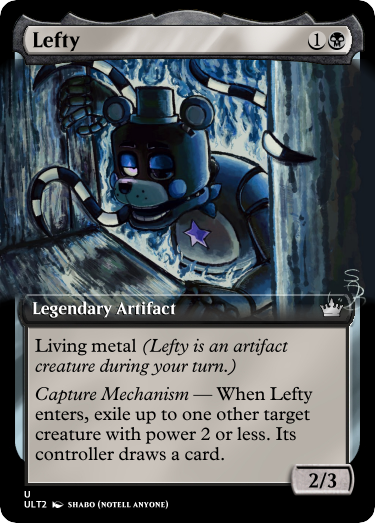 Lefty 1
Legendary Artifact
Living metal (Lefty is an artifact
creature during your turn.)
Capture Mechanism — When Lefty
enters, exile up to one other target
creature with power 2 or less. Its
controller draws a card.
2/3
U
ULT2 SHABO (NOTELL ANYONE)